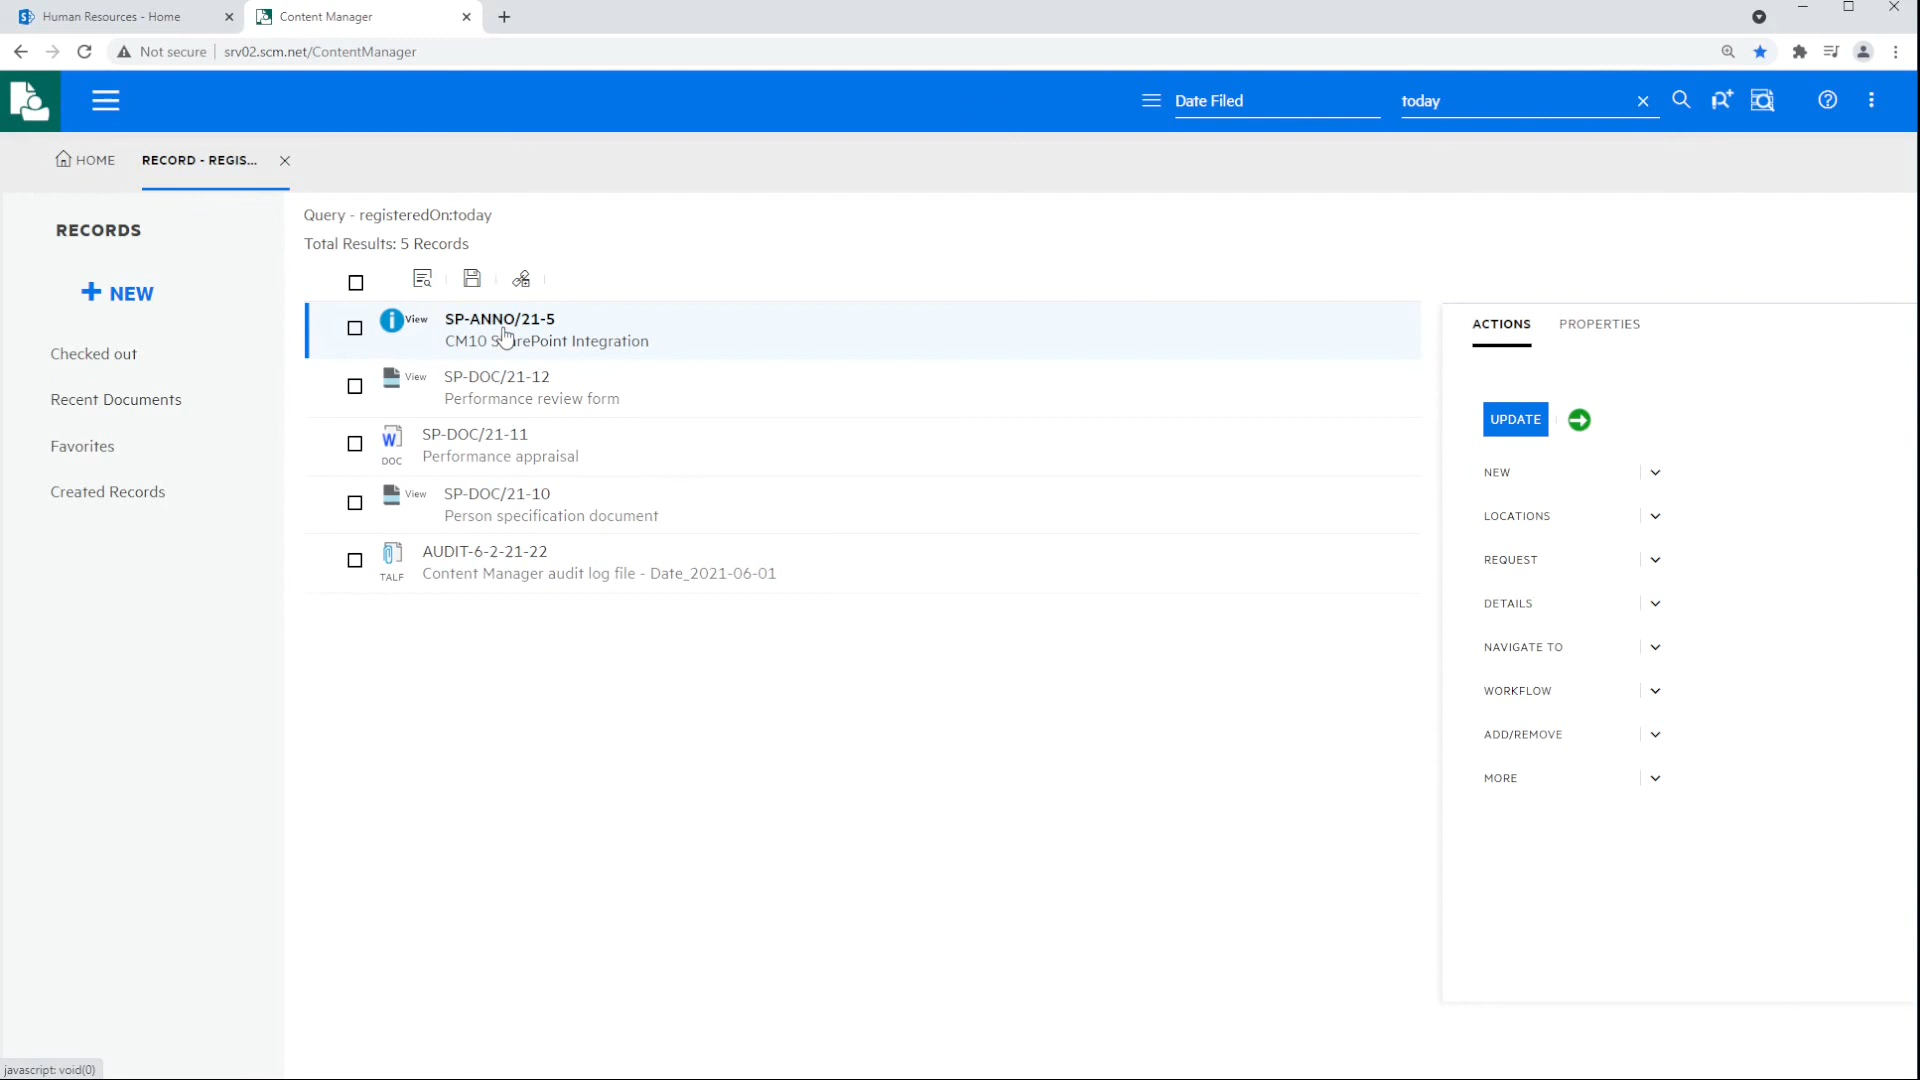 Human Resources - Home
Content Manager
Not secure
srv02.scm.net/ContentManager
Date Filed
today
HOME
RECORD - REGIS...
RECORDS
NEW
Checked out
Recent Documents
Favorites
Created Records
Query - registeredOn:today
Total Results: 5 Records
View
SP-ANNO/21-5
CM10 SharePoint Integration
View
SP-DOC/21-12
Performance review form
W
DOC
SP-DOC/21-11
Performance appraisal
View
SP-DOC/21-10
Person specification document
TALF
AUDIT-6-2-21-22
Content Manager audit log file - Date_2021-06-01
ACTIONS
PROPERTIES
UPDATE
NEW
LOCATIONS
REQUEST
DETAILS
NAVIGATE TO
WORKFLOW
ADD/REMOVE
MORE
javascript: void(0)